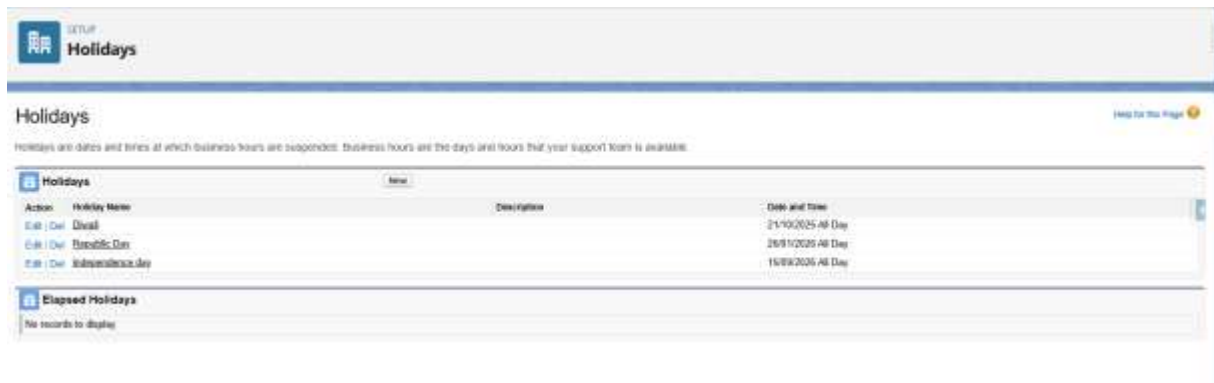 SETUP
Holidays
Holidays
Help for this Page
Holidays are dates and times at which business hours are suspended. Business hours are the days and hours that your support team is available.
Holidays New
Action Holiday Name Description Date and Time
Edit | Del Diwali 21/10/2025 All Day
Edit | Del Republic Day 26/01/2026 All Day
Edit | Del Independence day All Day
Elapsed Holidays
No records to display